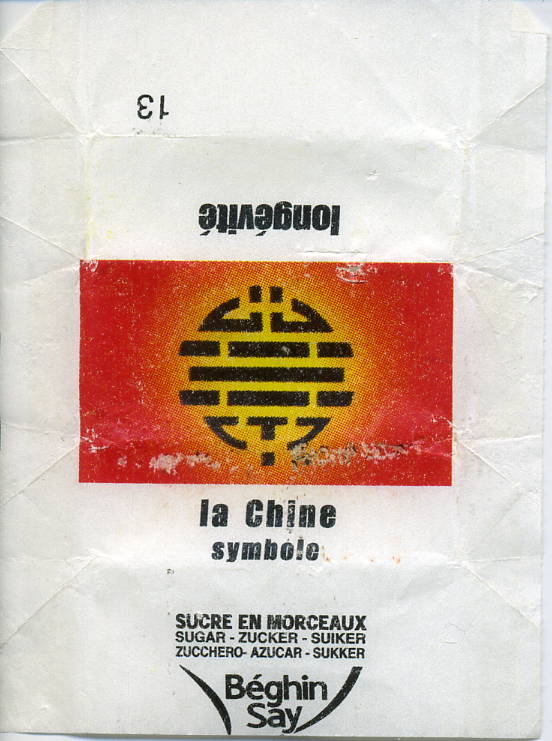 13
longévité
la Chine
symbole
SUCRE EN MORCEAUX
SUGAR - ZUCKER - SUIKER
ZUCCHERO- AZUCAR - SUKKER
Béghin
Say